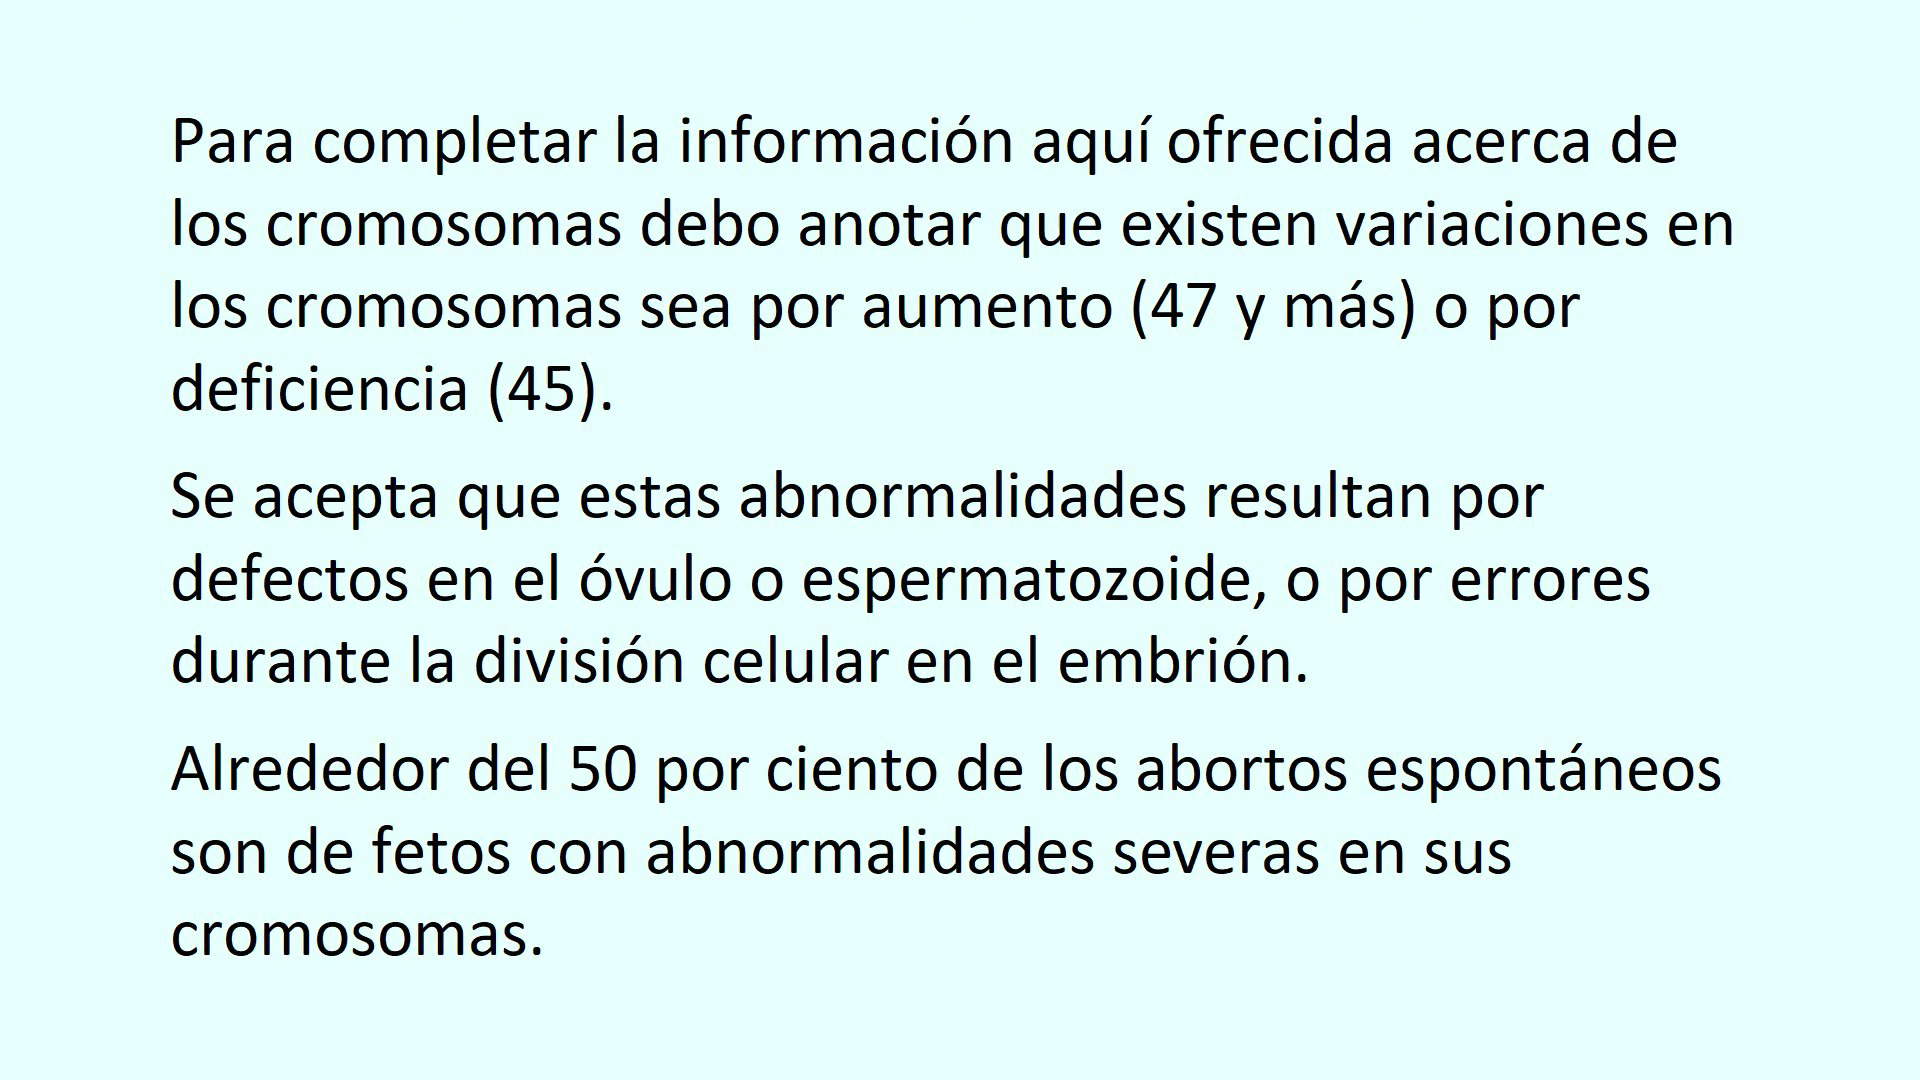 Para completar la información aquí ofrecida acerca de
los cromosomas debo anotar que existen variaciones en
los cromosomas sea por aumento (47 y más) o por
deficiencia (45).
Se acepta que estas abnormalidades resultan por
defectos en el óvulo o espermatozoide, o por errores
durante la división celular en el embrión.
Alrededor del 50 por ciento de los abortos espontáneos
son de fetos con abnormalidades severas en sus
cromosomas.